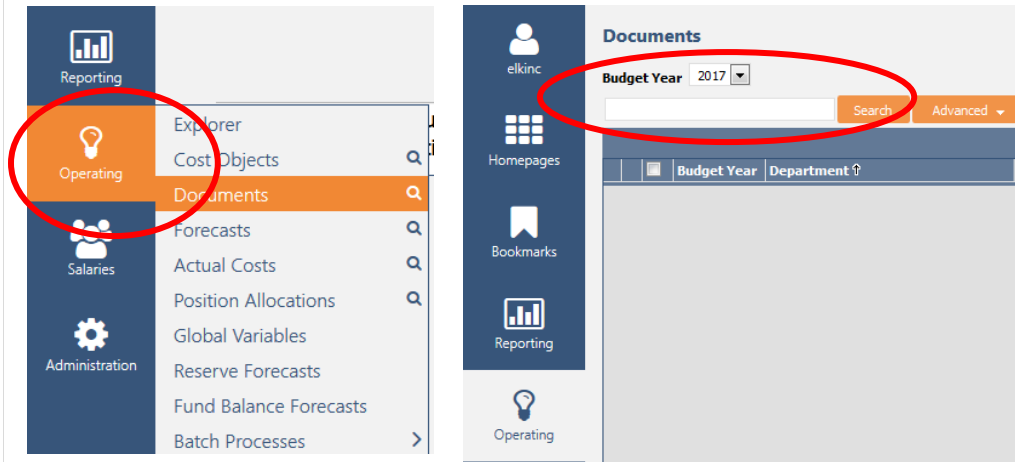 Reporting
Operating
Salaries
Administration
Explorer
Cost Objects
Documents
Forecasts
Actual Costs
Position Allocations
Global Variables
Reserve Forecasts
Fund Balance Forecasts
Batch Processes
elkinc
Homepages
Bookmarks
Reporting
Operating
Documents
Budget Year 2017
Search Advanced
Budget Year Department